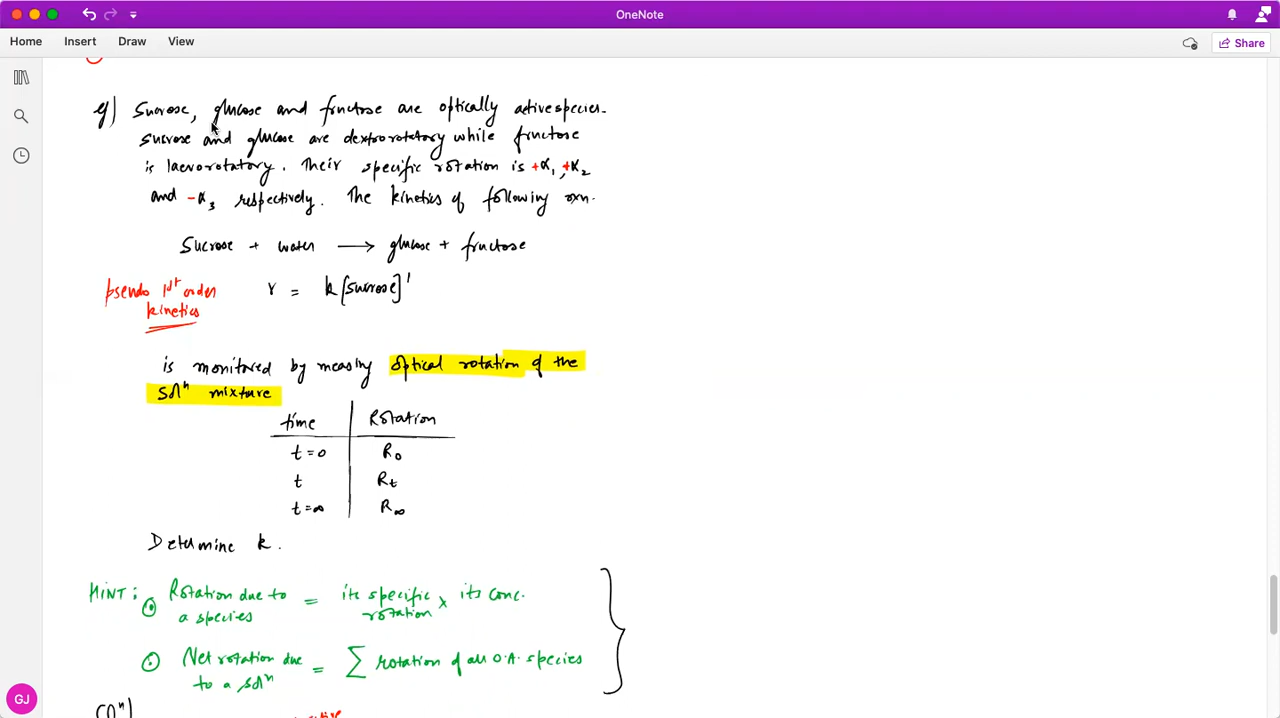 OneNote
Home Insert Draw View Share
eg) Sucrose, glucose and fructose are optically active species.
sucrose and glucose are dextrorotatory while fructose
is laevorotatory. Their specific rotation is +α₁, +α₂
and -α₃ respectively. The kinetics of following rxn.
Sucrose + water ⟶ glucose + fructose
psendo 1st order r = k[sucrose]¹
kinetics
is monitored by measing optical rotation of the
solⁿ mixture
time Rotation
t=0 R₀
t Rt
t=∞ R∞
Determine k.
HINT: Rotation due to a species = its specific rotation × its conc.
Net rotation due to a solⁿ = ∑ rotation of all O.A. species
GJ